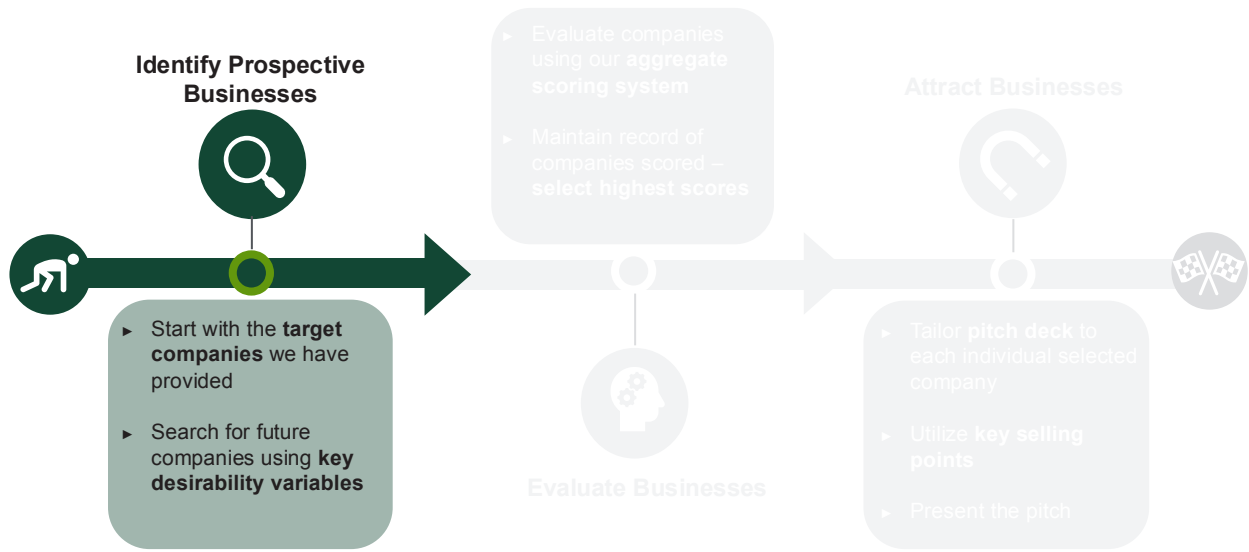 Identify Prospective
Businesses
► Start with the target
companies we have
provided
► Search for future
companies using key
desirability variables
► Evaluate companies
using our aggregate
scoring system
► Maintain record of
companies scored –
select highest scores
Evaluate Businesses
Attract Businesses
► Tailor pitch deck to
each individual selected
company
► Utilize key selling
points
► Present the pitch